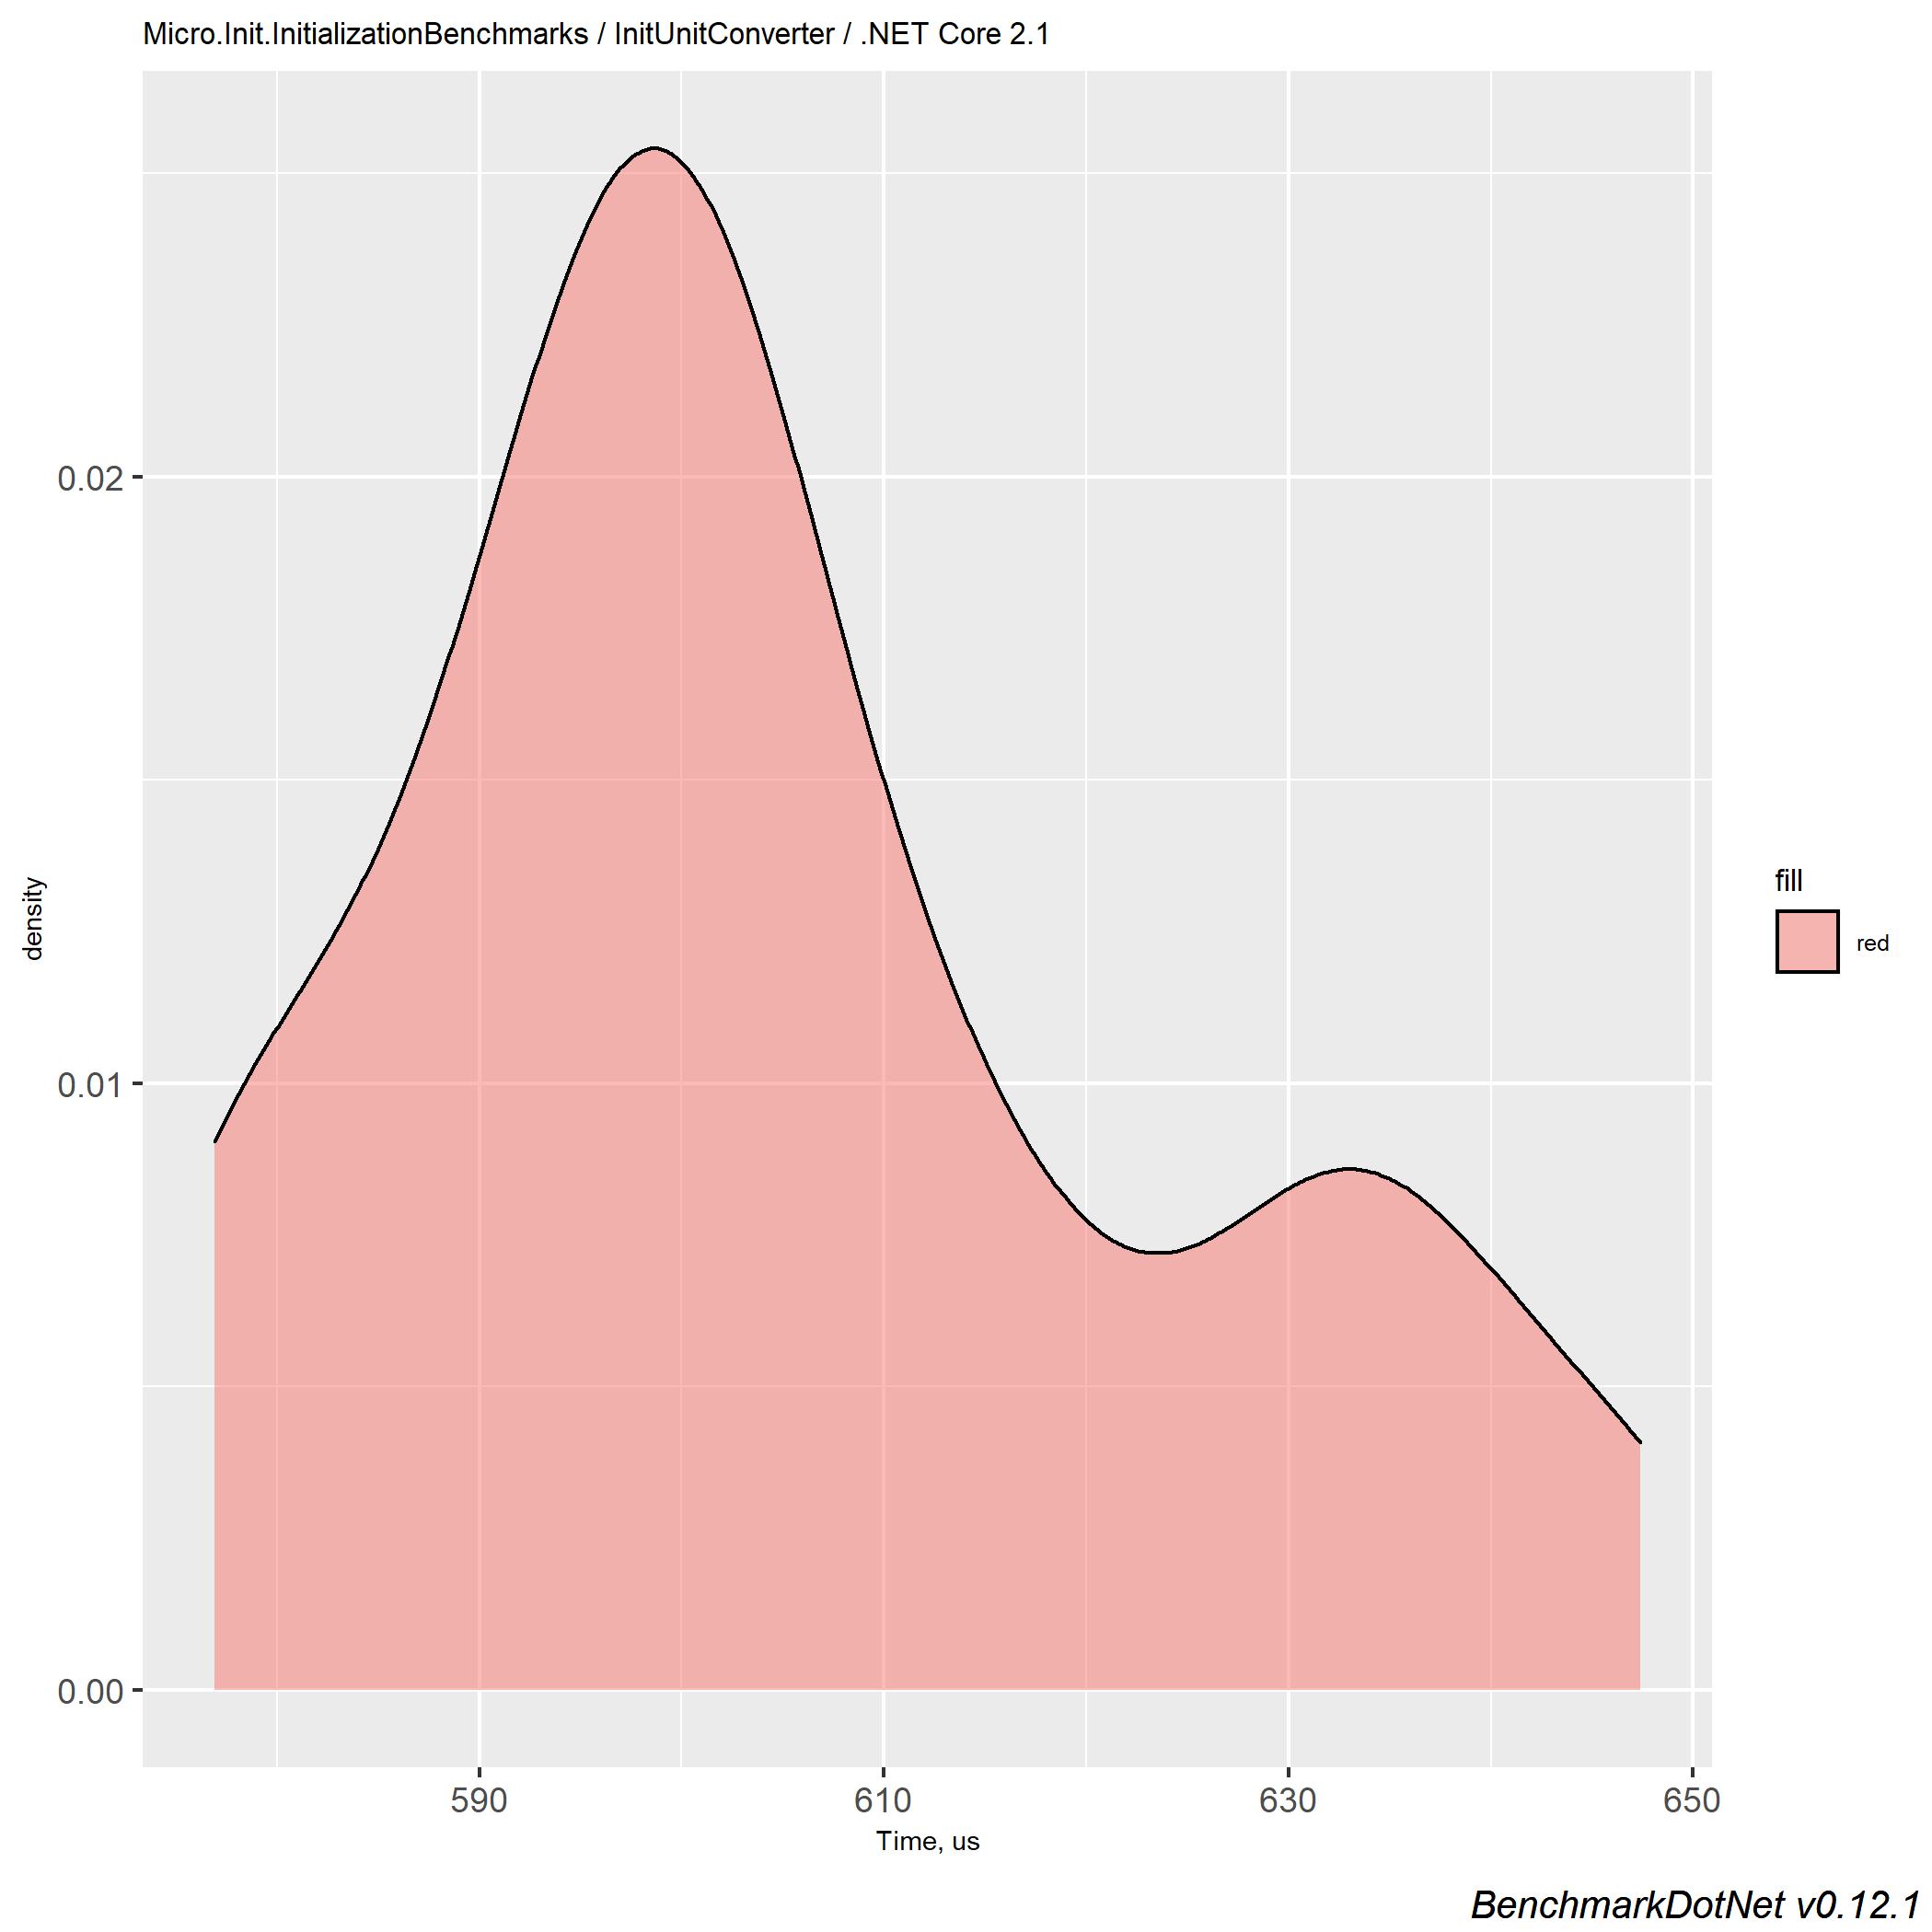 Micro.Init.InitializationBenchmarks / InitUnitConverter / .NET Core 2.1
0.02
0.01
0.00
density
590 610 630 650
Time, us
fill
red
BenchmarkDotNet v0.12.1